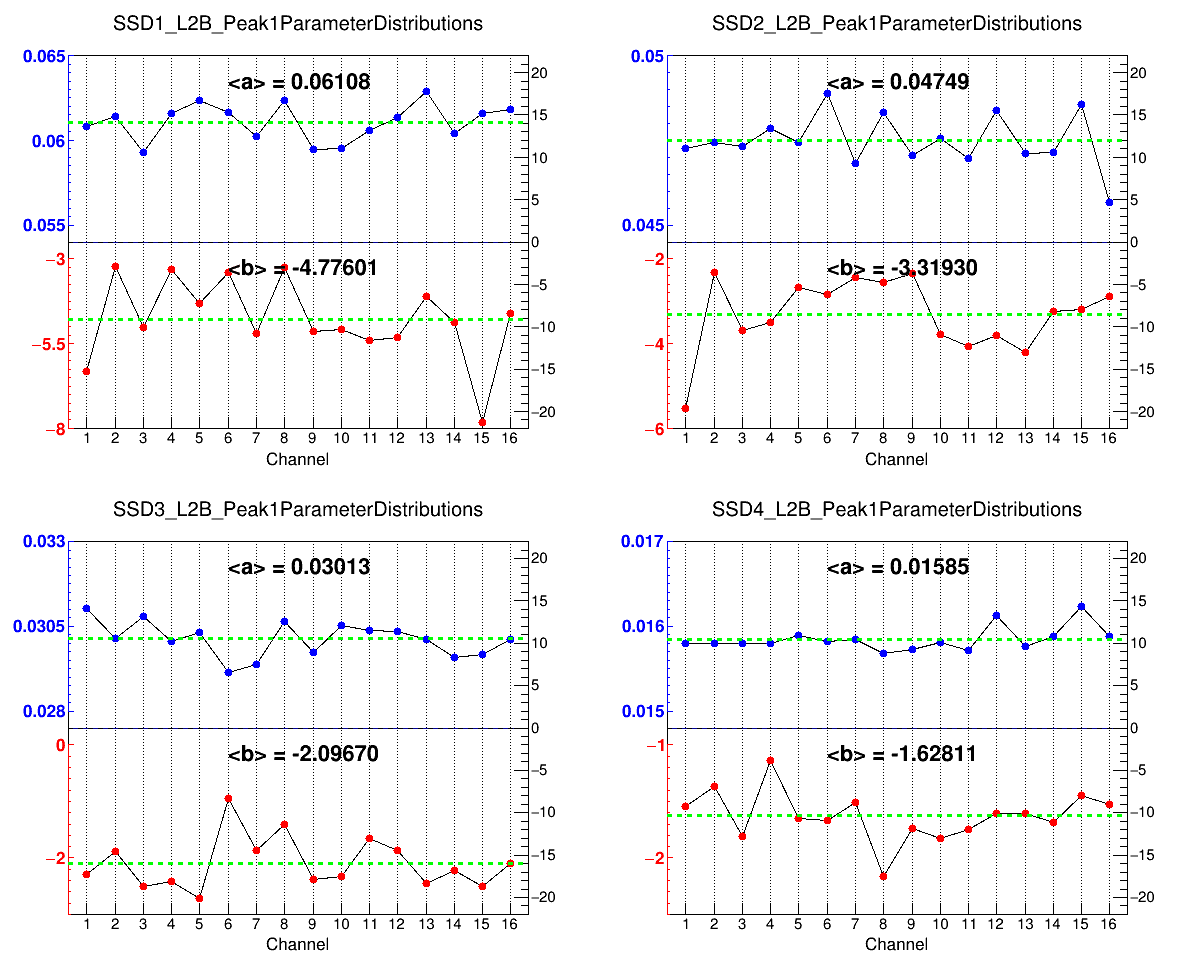 SSD1_L2B_Peak1ParameterDistributions
<a> = 0.06108
0.065
0.06
0.055
20
15
10
5
0
<b> = -4.77601
−3
−5.5
−8
−5
−10
−15
−20
1 2 3 4 5 6 7 8 9 10 11 12 13 14 15 16
Channel
SSD2_L2B_Peak1ParameterDistributions
<a> = 0.04749
0.05
0.045
20
15
10
5
0
<b> = -3.31930
−2
−4
−6
−5
−10
−15
−20
1 2 3 4 5 6 7 8 9 10 11 12 13 14 15 16
Channel
SSD3_L2B_Peak1ParameterDistributions
<a> = 0.03013
0.033
0.0305
0.028
20
15
10
5
0
<b> = -2.09670
0
−2
−5
−10
−15
−20
1 2 3 4 5 6 7 8 9 10 11 12 13 14 15 16
Channel
SSD4_L2B_Peak1ParameterDistributions
<a> = 0.01585
0.017
0.016
0.015
20
15
10
5
0
<b> = -1.62811
−1
−2
−5
−10
−15
−20
1 2 3 4 5 6 7 8 9 10 11 12 13 14 15 16
Channel